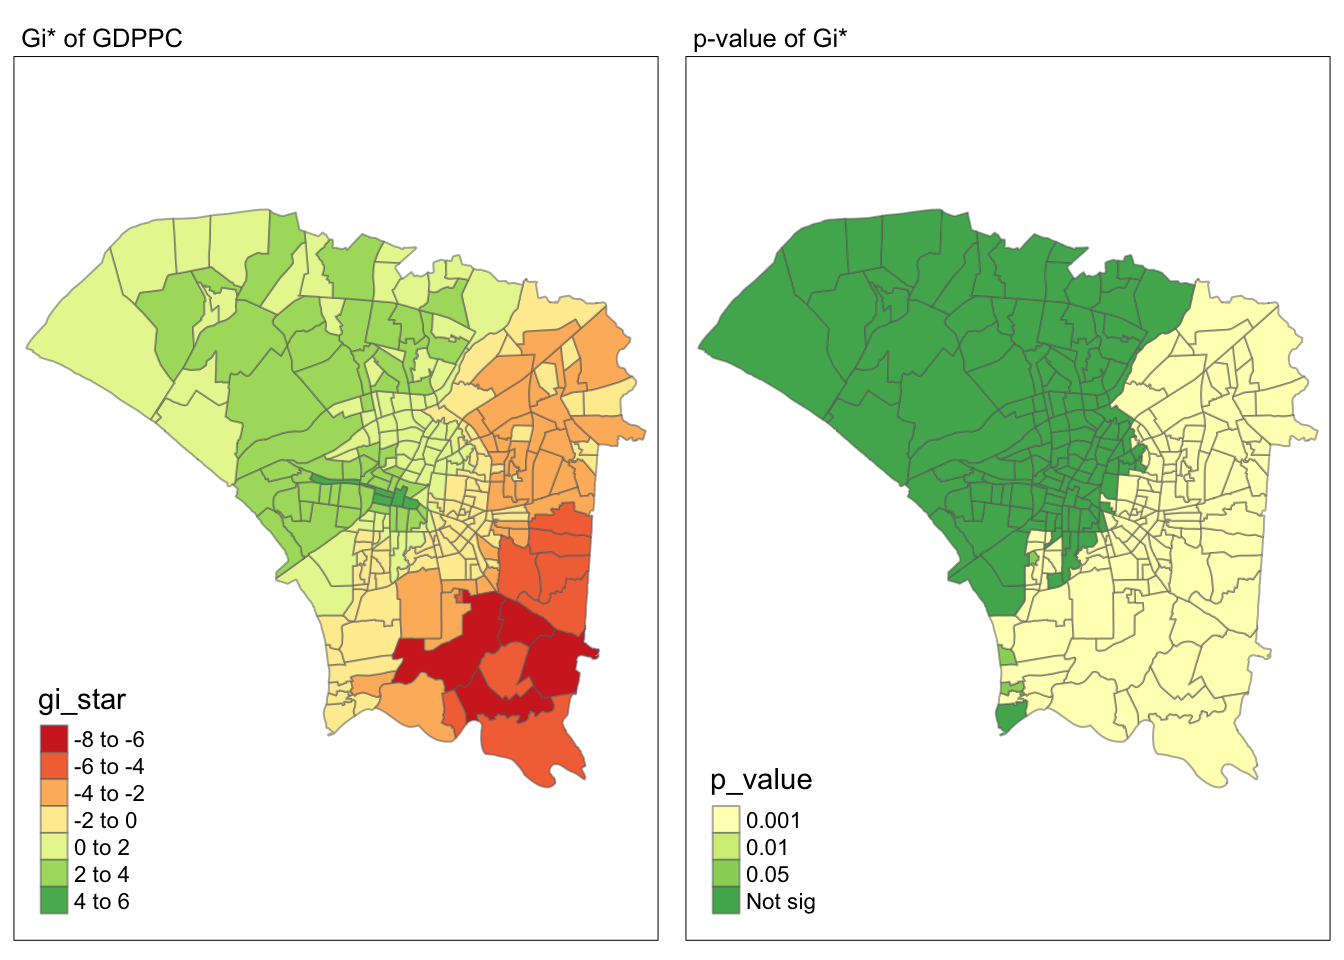 Gi* of GDPPC
gi_star
-8 to -6
-6 to -4
-4 to -2
-2 to 0
0 to 2
2 to 4
4 to 6
p-value of Gi*
p_value
0.001
0.01
0.05
Not sig